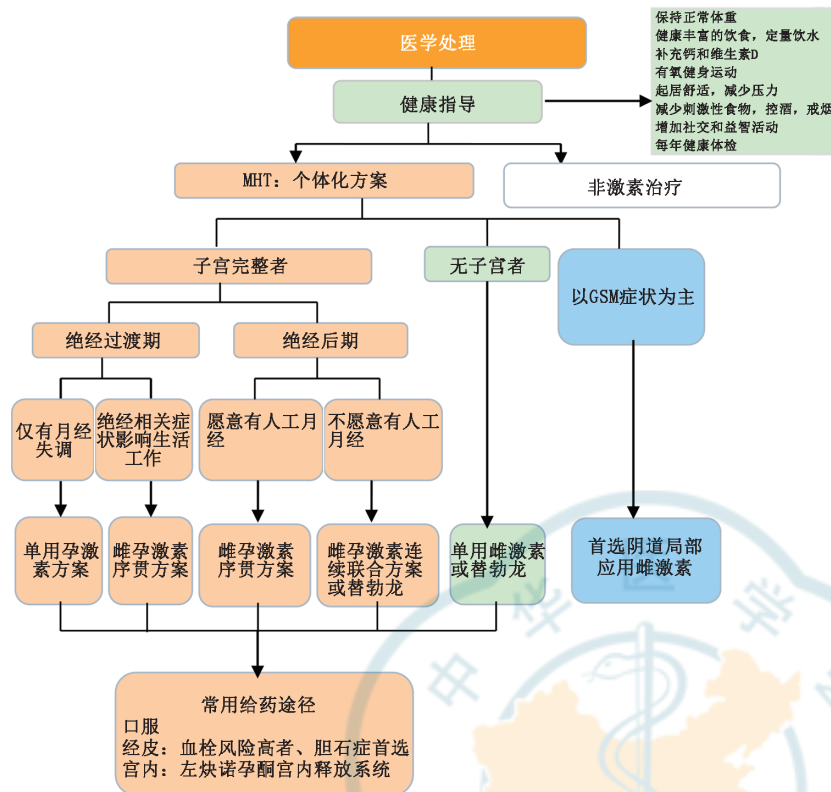 医学处理
保持正常体重
健康丰富的饮食，定量饮水
补充钙和维生素D
有氧健身运动
起居舒适，减少压力
减少刺激性食物，控酒，戒烟
增加社交和益智活动
每年健康体检
健康指导
MHT：个体化方案
非激素治疗
子宫完整者
无子宫者
以GSM症状为主
绝经过渡期
绝经后期
仅有月经
失调
绝经相关症
状影响生活
工作
愿意有人工月
经
不愿意有人工
月经
单用孕激
素方案
雌孕激素
序贯方案
雌孕激素
序贯方案
雌孕激素连
续联合方案
或替勃龙
单用雌激素
或替勃龙
首选阴道局部
应用雌激素
常用给药途径
口服
经皮：血栓风险高者、胆石症首选
宫内：左炔诺孕酮宫内释放系统
中华医学